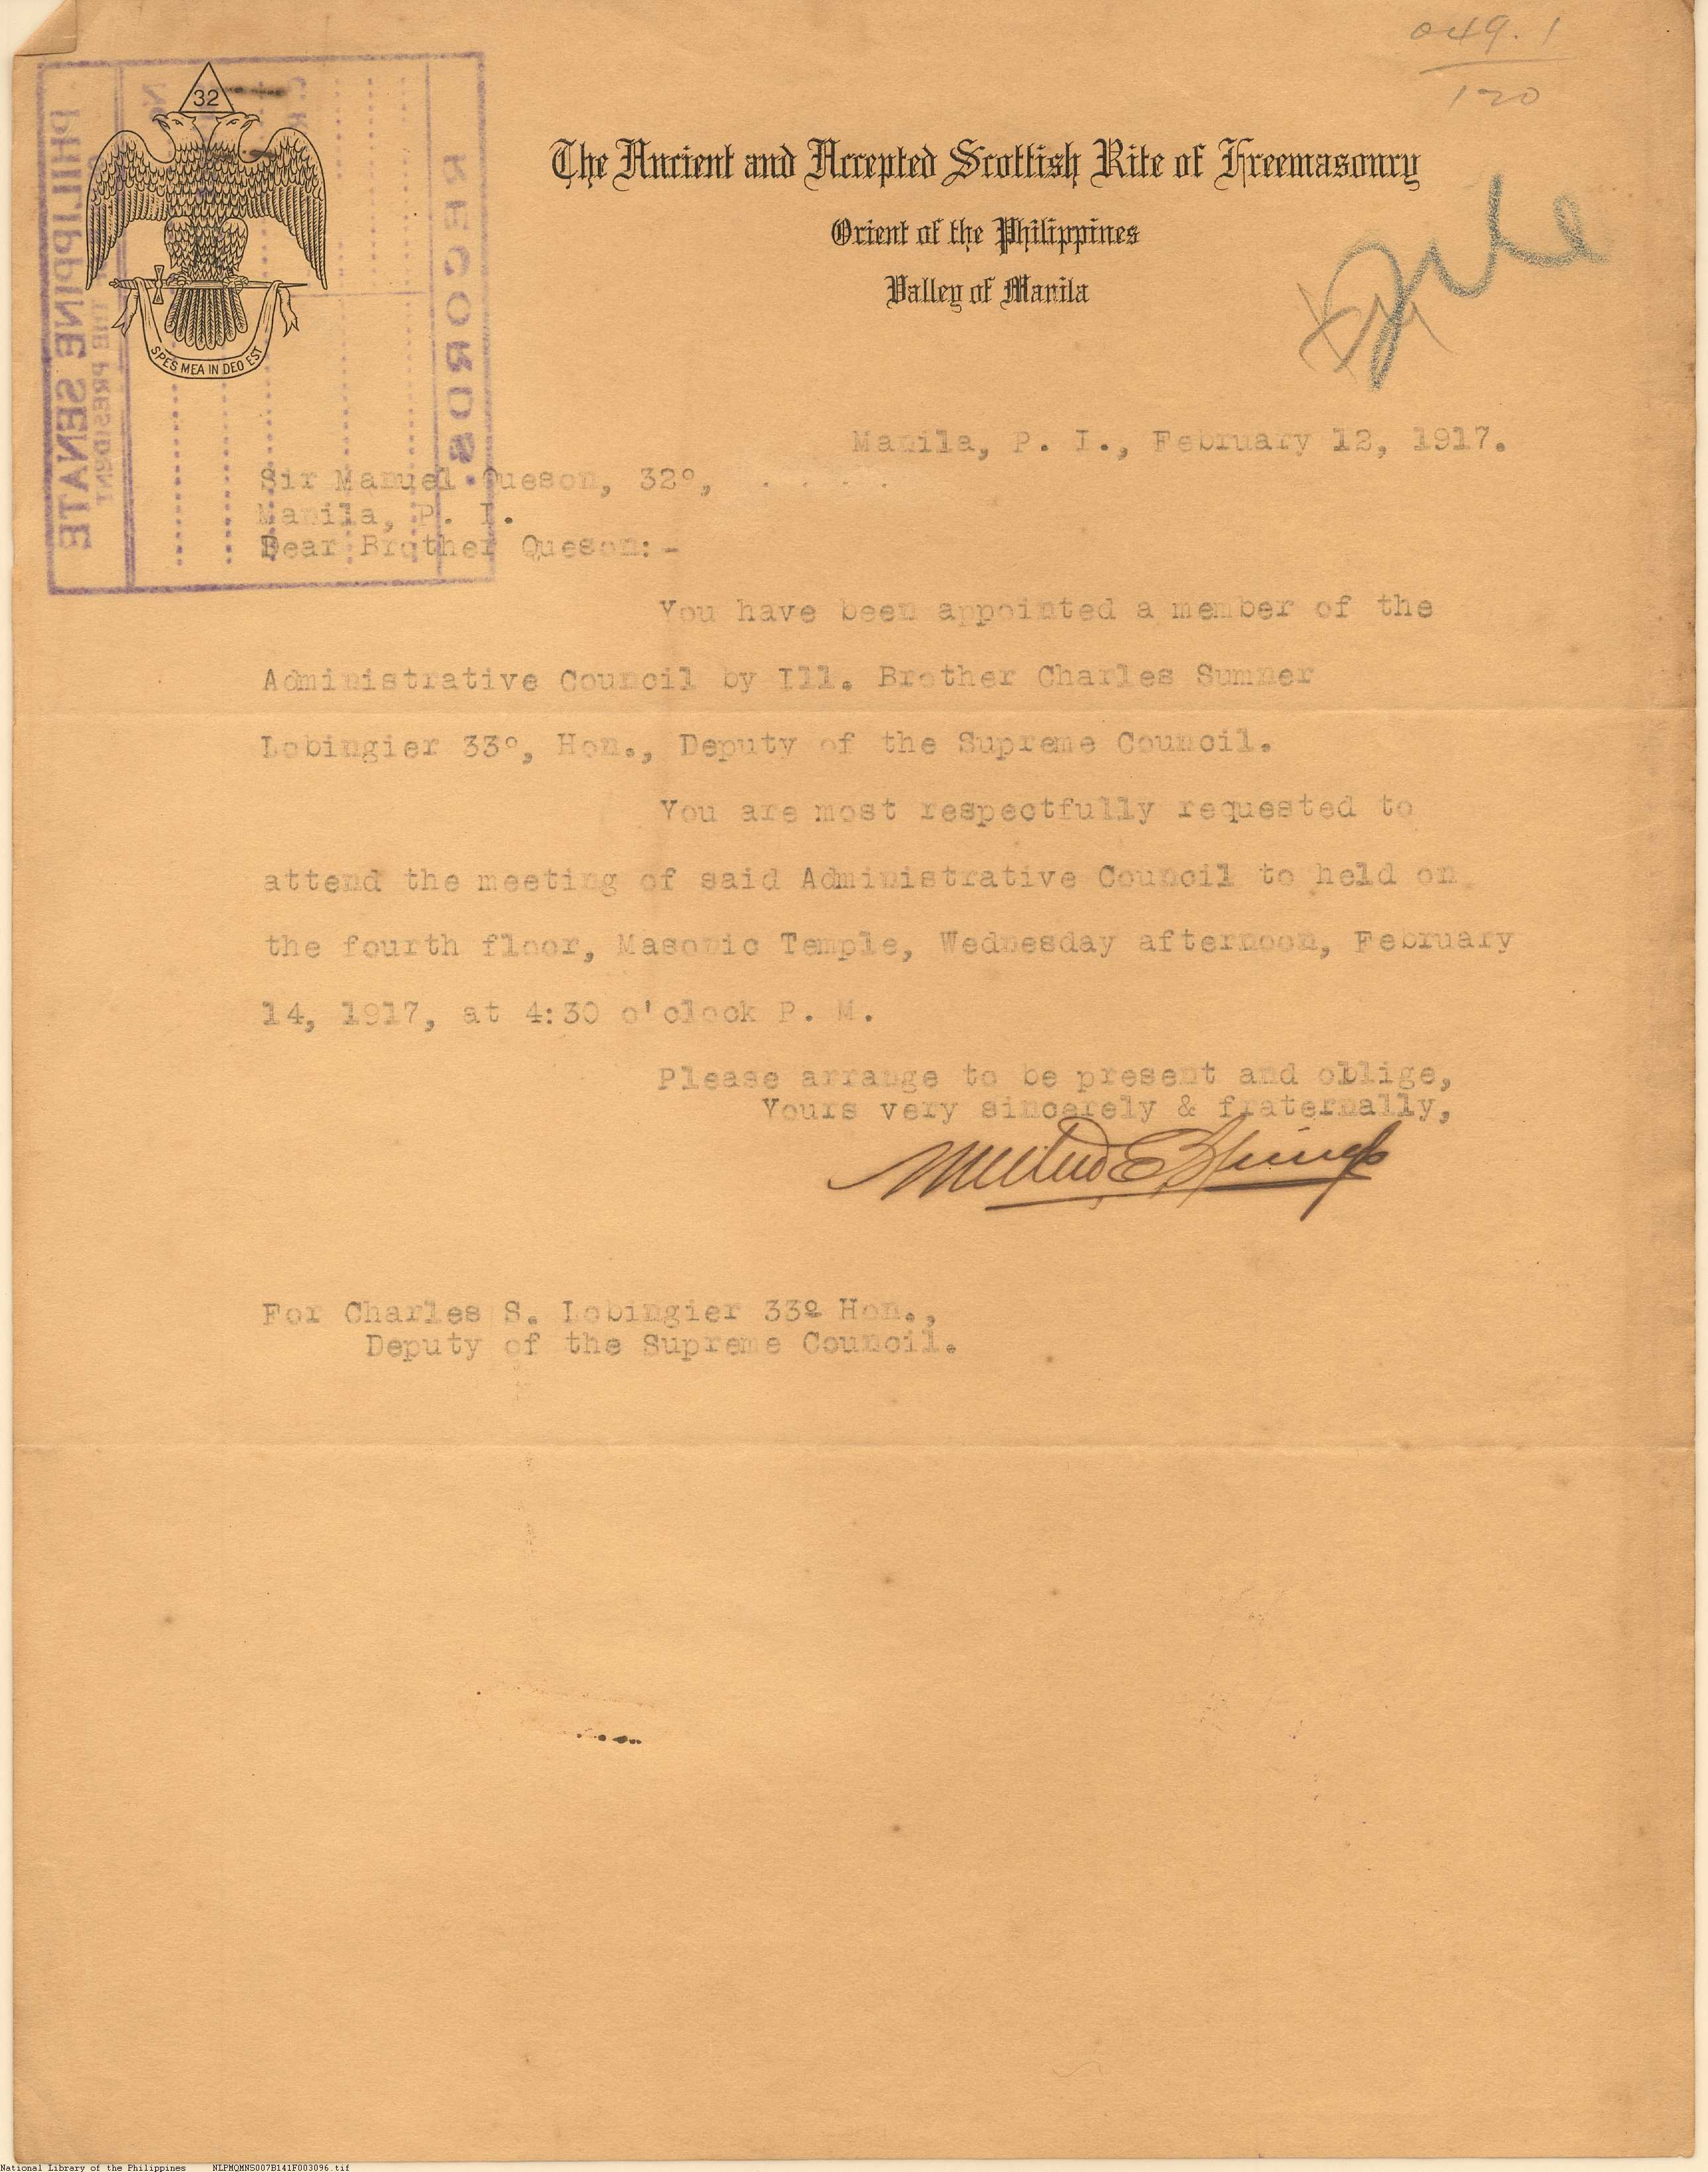 049.1
120
32
SPES MEA IN DEO EST
The Ancient and Accepted Scottish Rite of Freemasonry
Orient of the Philippines
Valley of Manila
PHILIPPINE SENATE
THE PRESIDENT
RECORDS.
Manila, P. I., February 12, 1917.
Sir Manuel Queson, 32º, . . . . .
Manila, P. I.
Dear Brother Queson:-
You have been appointed a member of the
Administrative Council by Ill. Brother Charles Sumner
Lobingier 33º, Hon., Deputy of the Supreme Council.
You are most respectfully requested to
attend the meeting of said Administrative Council to held on
the fourth floor, Masonic Temple, Wednesday afternoon, February
14, 1917, at 4:30 o'clock P. M.
Please arrange to be present and oblige,
Yours very sincerely & fraternally,
For Charles S. Lobingier 33º Hon.,
Deputy of the Supreme Council.
National Library of the Philippines NLPMQMNS007B141F003096.tif